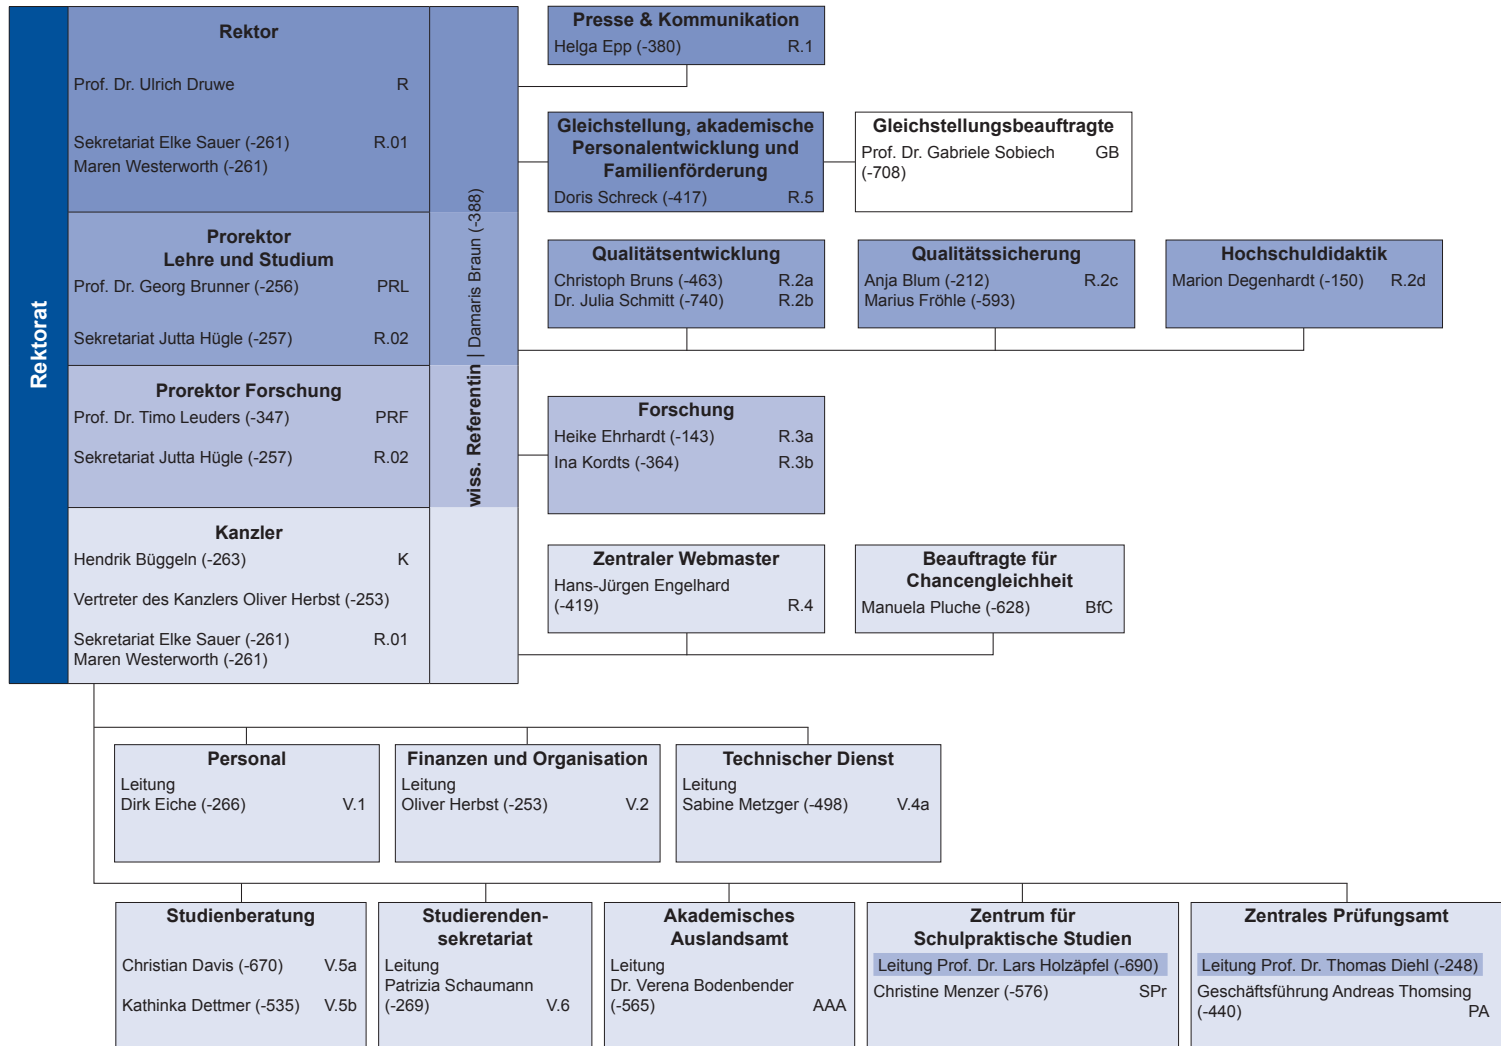 Rektorat
Rektor
Prof. Dr. Ulrich Druwe R
Sekretariat Elke Sauer (-261) R.01
Maren Westerworth (-261)
Prorektor
Lehre und Studium
Prof. Dr. Georg Brunner (-256) PRL
Sekretariat Jutta Hügle (-257) R.02
Prorektor Forschung
Prof. Dr. Timo Leuders (-347) PRF
Sekretariat Jutta Hügle (-257) R.02
Kanzler
Hendrik Büggeln (-263) K
Vertreter des Kanzlers Oliver Herbst (-253)
Sekretariat Elke Sauer (-261) R.01
Maren Westerworth (-261)
wiss. Referentin | Damaris Braun (-388)
Presse & Kommunikation
Helga Epp (-380) R.1
Gleichstellung, akademische
Personalentwicklung und
Familienförderung
Doris Schreck (-417) R.5
Gleichstellungsbeauftragte
Prof. Dr. Gabriele Sobiech GB
(-708)
Qualitätsentwicklung
Christoph Bruns (-463) R.2a
Dr. Julia Schmitt (-740) R.2b
Qualitätssicherung
Anja Blum (-212) R.2c
Marius Fröhle (-593)
Hochschuldidaktik
Marion Degenhardt (-150) R.2d
Forschung
Heike Ehrhardt (-143) R.3a
Ina Kordts (-364) R.3b
Zentraler Webmaster
Hans-Jürgen Engelhard
(-419) R.4
Beauftragte für
Chancengleichheit
Manuela Pluche (-628) BfC
Personal
Leitung
Dirk Eiche (-266) V.1
Finanzen und Organisation
Leitung
Oliver Herbst (-253) V.2
Technischer Dienst
Leitung
Sabine Metzger (-498) V.4a
Studienberatung
Christian Davis (-670) V.5a
Kathinka Dettmer (-535) V.5b
Studierenden-
sekretariat
Leitung
Patrizia Schaumann
(-269) V.6
Akademisches
Auslandsamt
Leitung
Dr. Verena Bodenbender
(-565) AAA
Zentrum für
Schulpraktische Studien
Leitung Prof. Dr. Lars Holzäpfel (-690)
Christine Menzer (-576) SPr
Zentrales Prüfungsamt
Leitung Prof. Dr. Thomas Diehl (-248)
Geschäftsführung Andreas Thomsing
(-440) PA